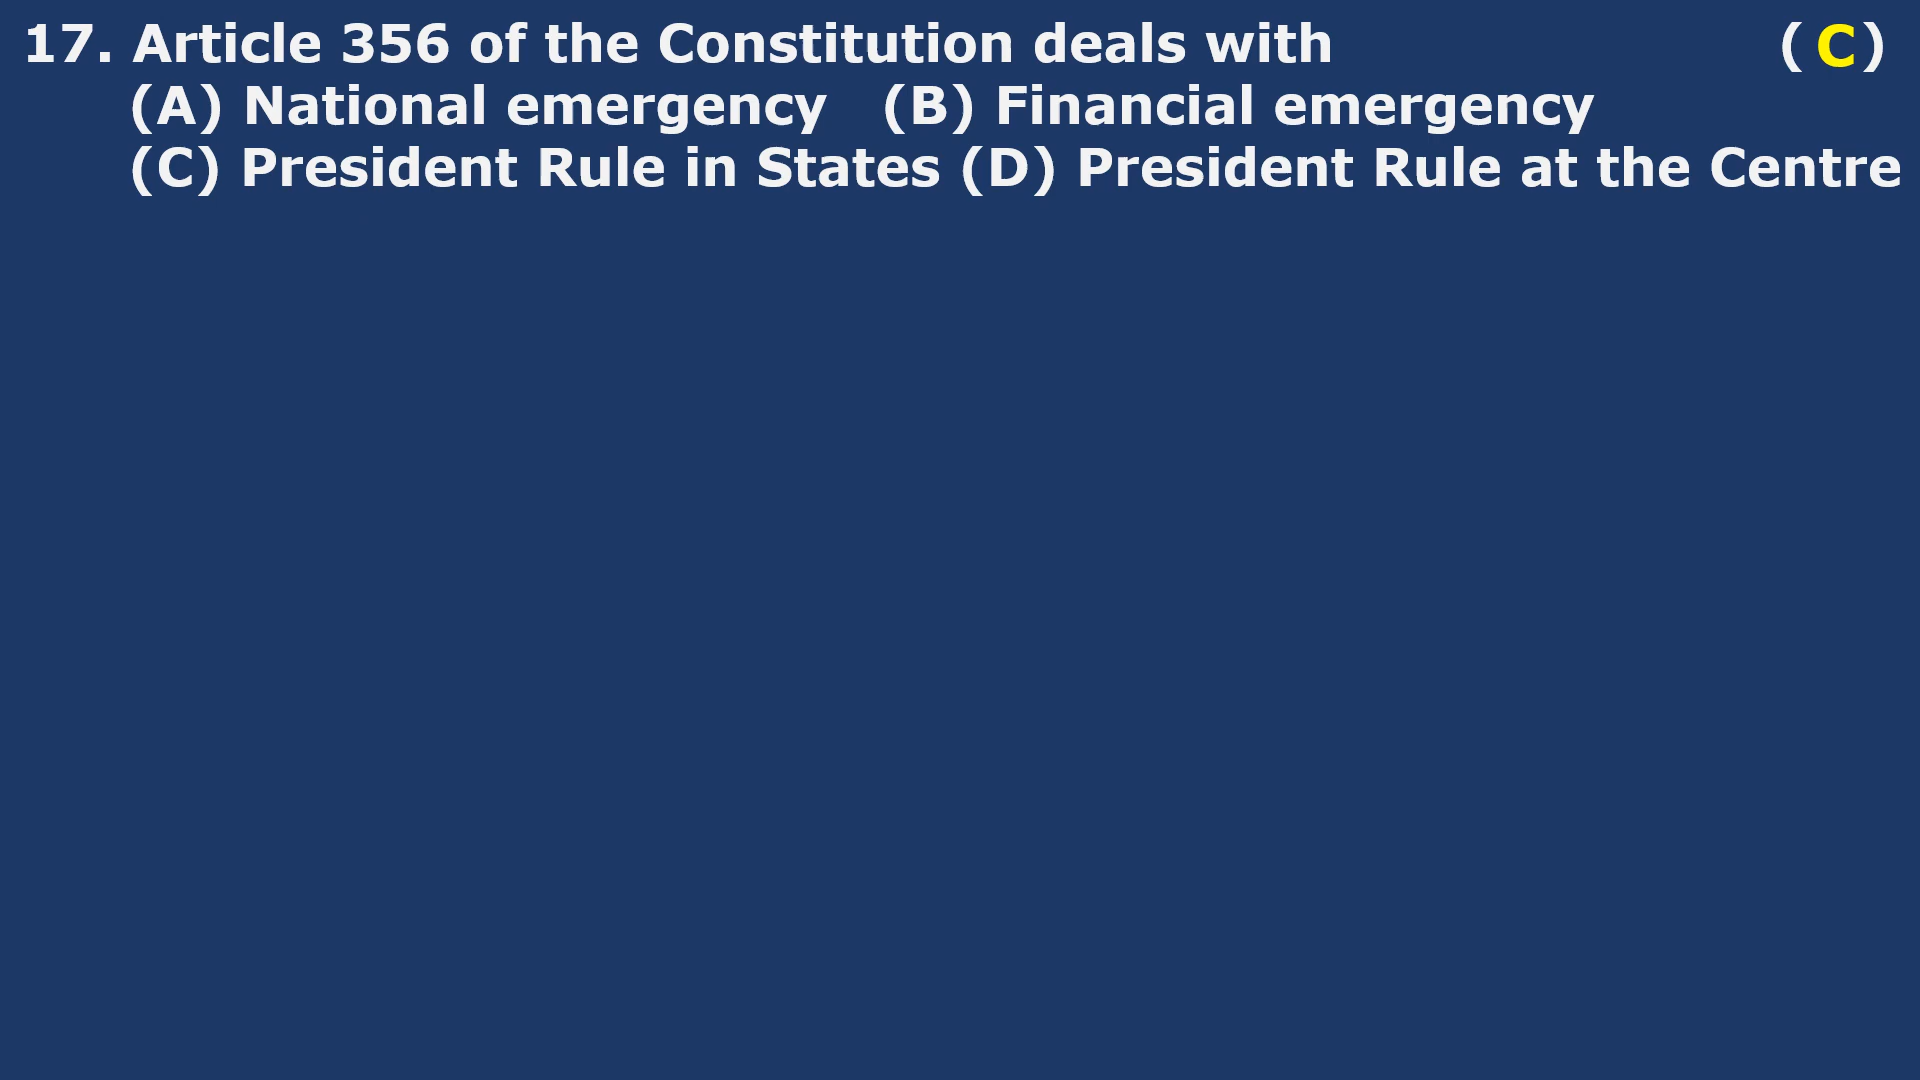 17. Article 356 of the Constitution deals with ( C )
(A) National emergency (B) Financial emergency
(C) President Rule in States (D) President Rule at the Centre